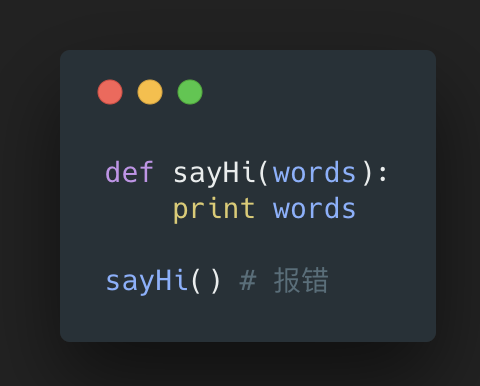 def sayHi(words):
    print words
sayHi() # 报错